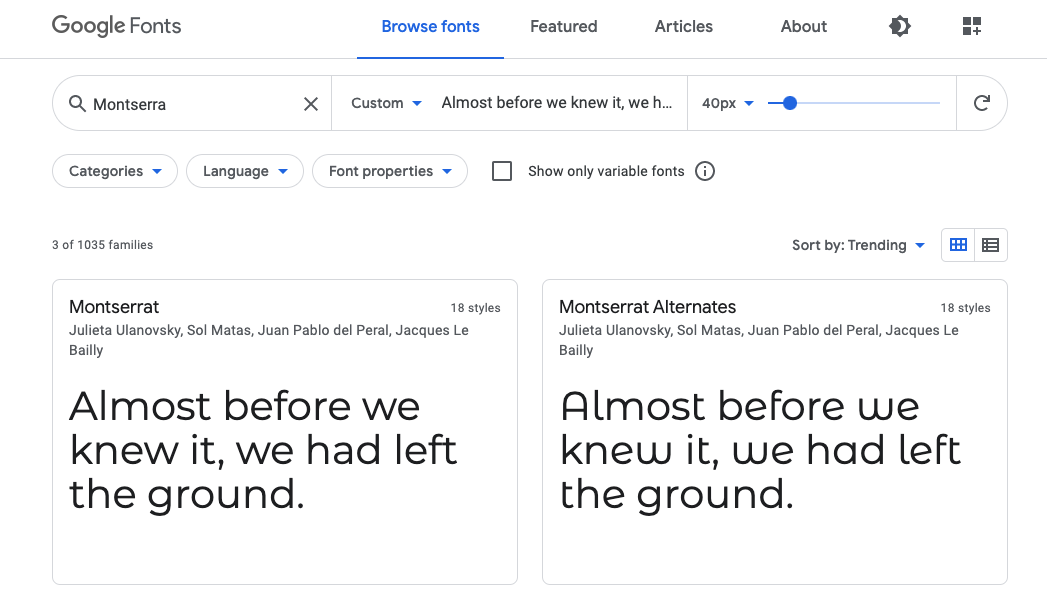 Google Fonts
Browse fonts
Featured
Articles
About
Montserra
Custom
Almost before we knew it, we h...
40px
Categories
Language
Font properties
Show only variable fonts
3 of 1035 families
Sort by: Trending
Montserrat
18 styles
Julieta Ulanovsky, Sol Matas, Juan Pablo del Peral, Jacques Le
Bailly
Almost before we
knew it, we had left
the ground.
Montserrat Alternates
18 styles
Julieta Ulanovsky, Sol Matas, Juan Pablo del Peral, Jacques Le
Bailly
Almost before we
knew it, we had left
the ground.